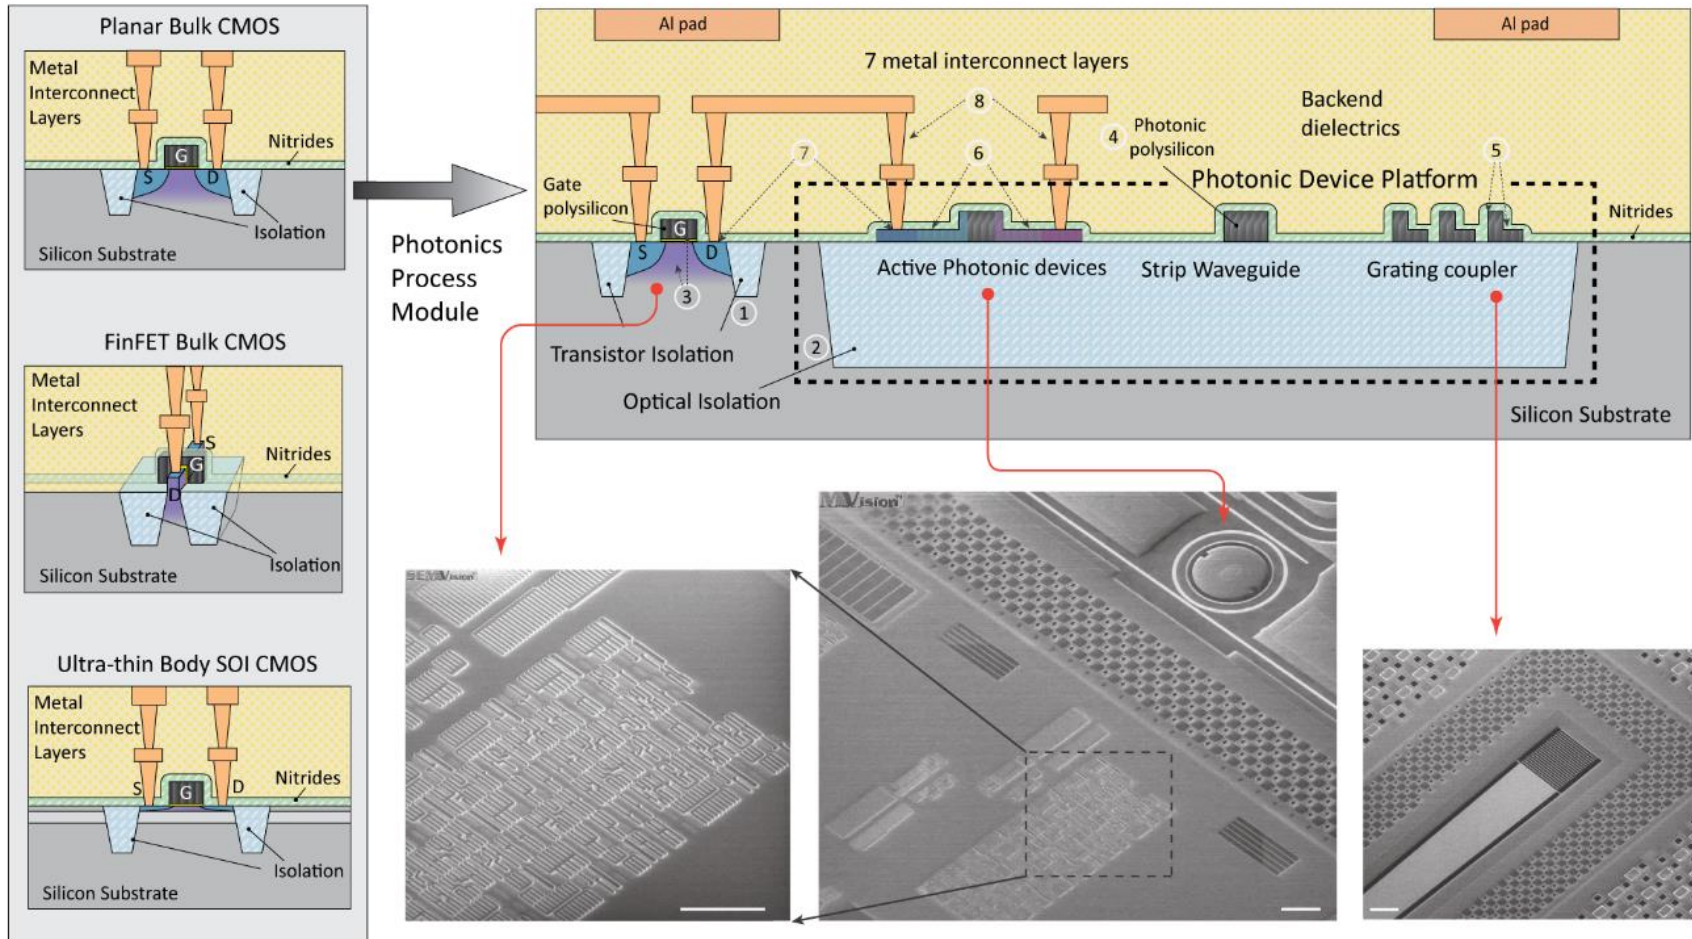 Planar Bulk CMOS
Metal
Interconnect
Layers
G
Nitrides
S
D
Isolation
Silicon Substrate
FinFET Bulk CMOS
Metal
Interconnect
Layers
S
G
Nitrides
D
Isolation
Silicon Substrate
Ultra-thin Body SOI CMOS
Metal
Interconnect
Layers
S
D
G
Nitrides
Isolation
Silicon Substrate
Photonics
Process
Module
Al pad
Al pad
7 metal interconnect layers
8
Backend
dielectrics
4
Photonic
polysilicon
7
6
5
Gate
polysilicon
Photonic Device Platform
G
Nitrides
S
D
Active Photonic devices
Strip Waveguide
Grating coupler
3
1
2
Transistor Isolation
Optical Isolation
Silicon Substrate
SEMVision
MVision™